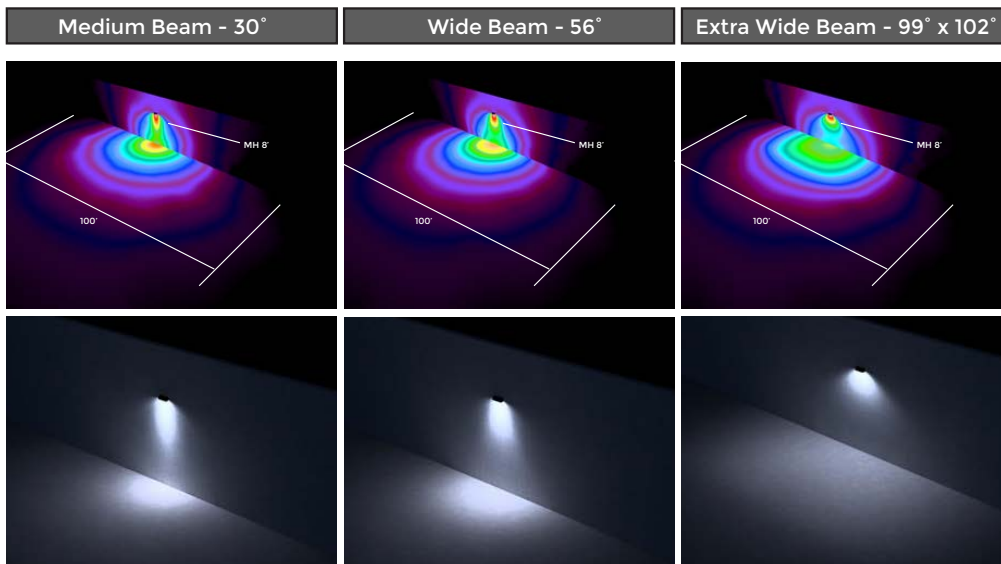 Medium Beam - 30°
Wide Beam - 56°
Extra Wide Beam - 99° x 102°
MH 8'
100'
MH 8'
100'
MH 8'
100'